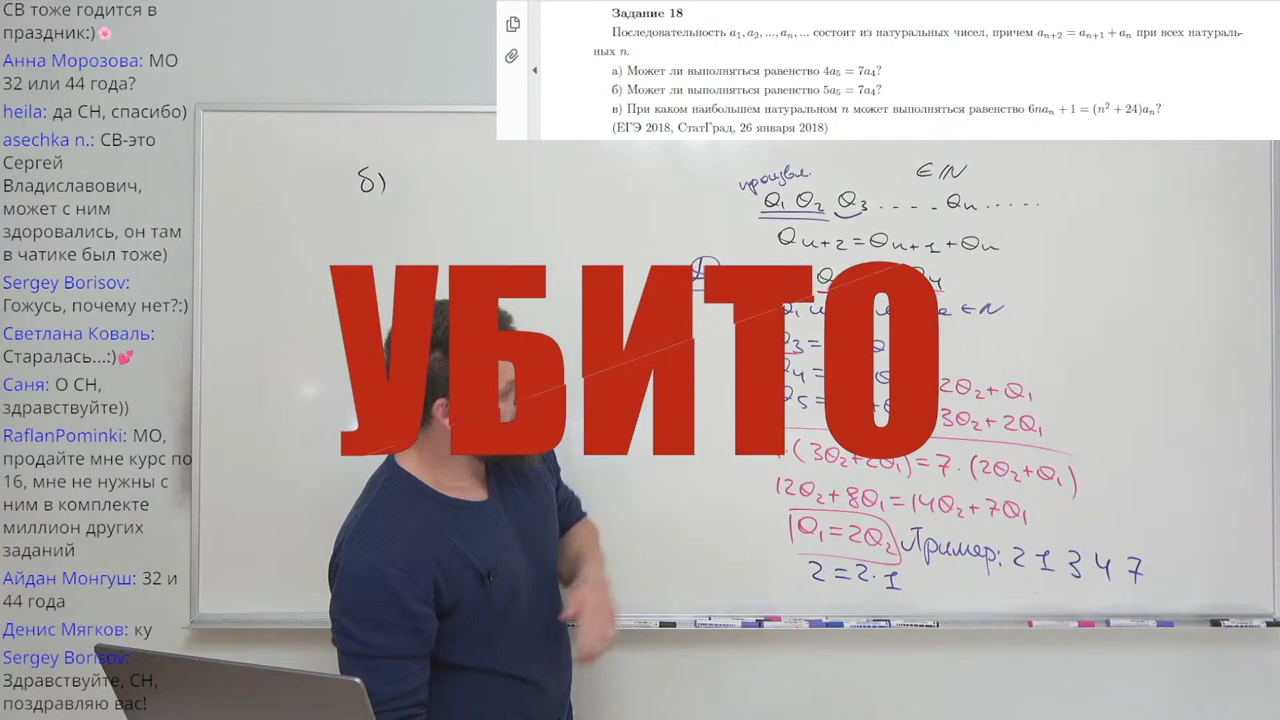 СВ тоже годится в
праздник:)🌸
Анна Морозова: МО
32 или 44 года?
heila: да СН, спасибо)
asechka n.: СВ-это
Сергей
Владиславович,
может с ним
здоровались, он там
в чатике был тоже)
Sergey Borisov:
Гожусь, почему нет?:)
Светлана Коваль:
Старалась...:)💕
Саня: О СН,
здравствуйте))
RaflanPominki: МО,
продайте мне курс по
16, мне не нужны с
ним в комплекте
миллион других
заданий
Айдан Монгуш: 32 и
44 года
Денис Мягков: ку
Sergey Borisov:
Здравствуйте, СН,
поздравляю вас!
Задание 18
Последовательность a₁, a₂, ..., aₙ, ... состоит из натуральных чисел, причем aₙ₊₂ = aₙ₊₁ + aₙ при всех натураль-
ных n.
а) Может ли выполняться равенство 4a₅ = 7a₄?
б) Может ли выполняться равенство 5a₅ = 7a₄?
в) При каком наибольшем натуральном n может выполняться равенство 6naₙ₊₁ = (n² + 24)aₙ?
(ЕГЭ 2018, СтатГрад, 26 января 2018)
б)
произвл. ∈ N
a₁ a₂ a₃ .... aₙ .....
aₙ₊₂ = aₙ₊₁ + aₙ
УБИТО
∈ N
2a₂ + a₁
3a₂ + 2a₁
(3a₂ + 2a₁) = 7·(2a₂ + a₁)
12a₂ + 8a₁ = 14a₂ + 7a₁
a₁ = 2a₂ Пример: 2 1 3 4 7
2 = 2·1